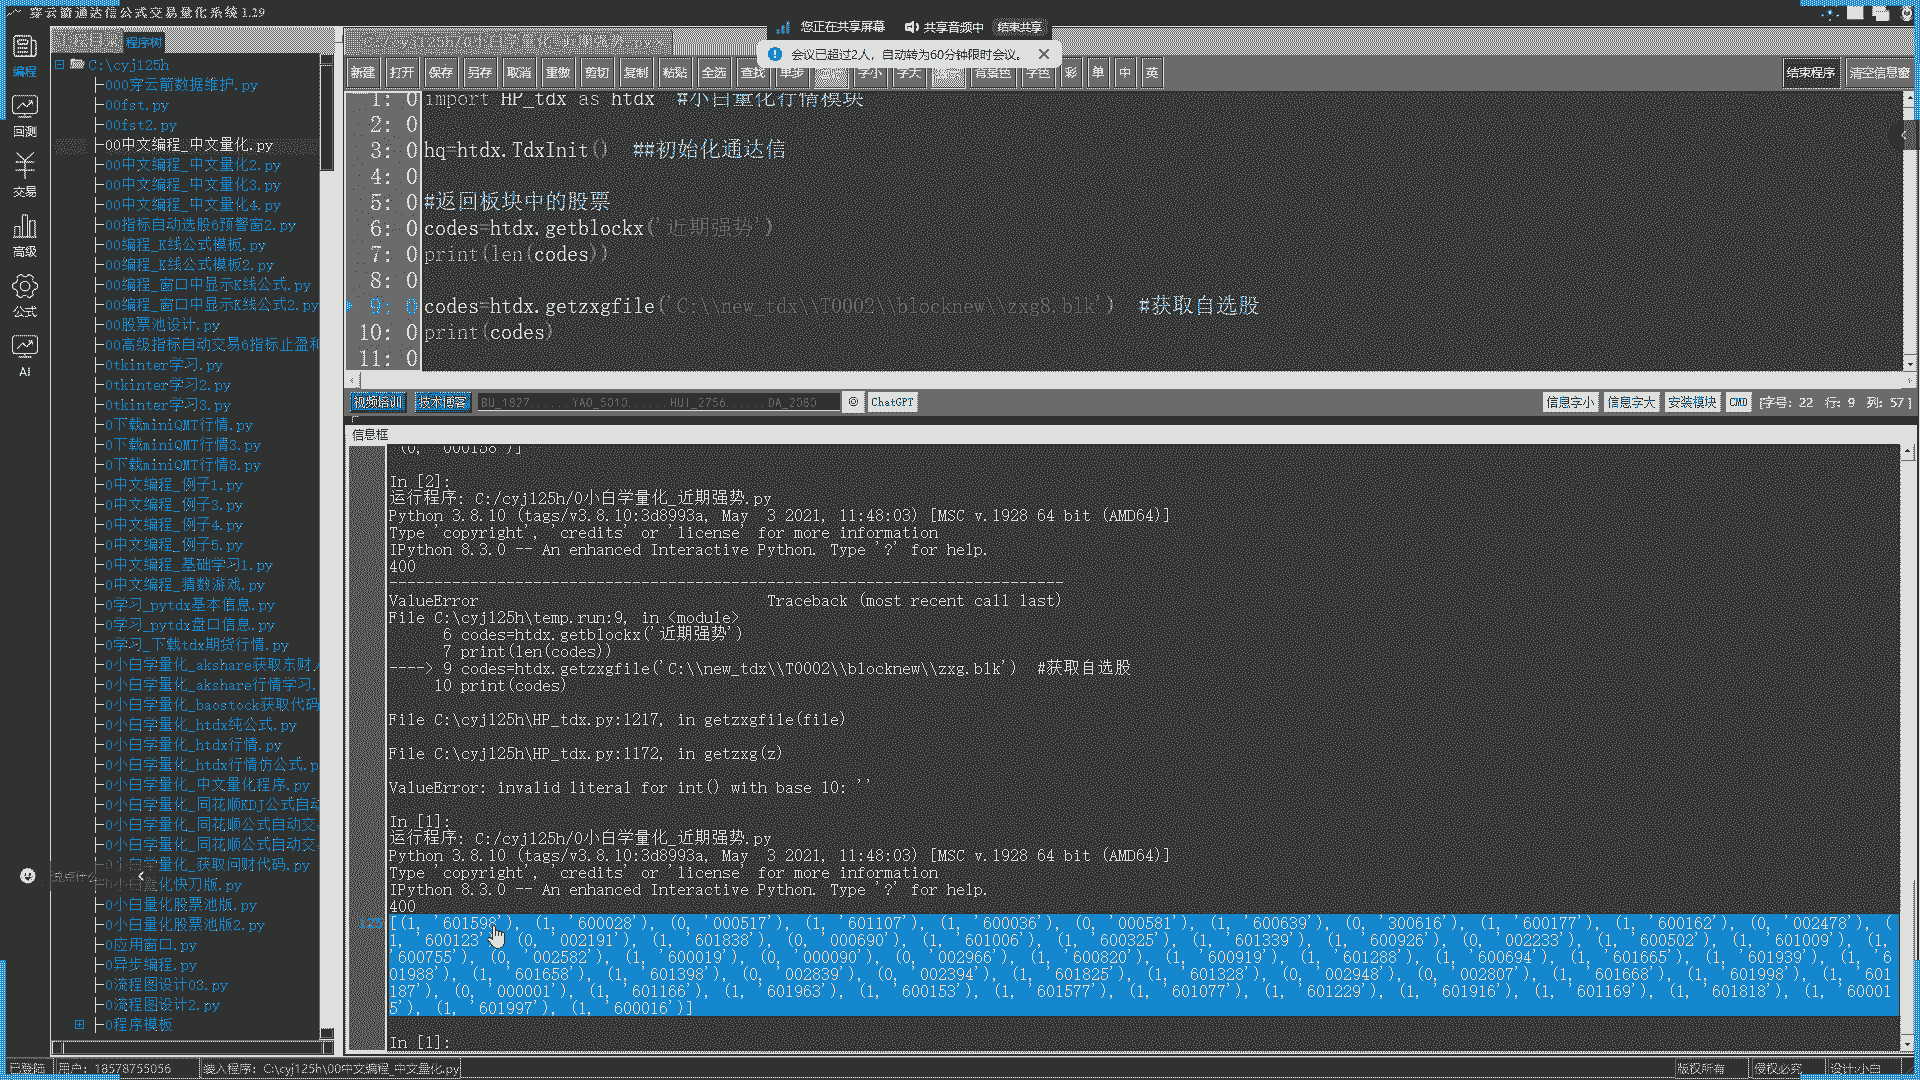 穿云箭通达信公式交易量化系统 1.29
您正在共享屏幕 共享音频中 结束共享
会议已超过2人，自动转为60分钟限时会议。
编程
回测
交易
高级
公式
AI
程序树
C:\cyj125h
000穿云箭数据维护.py
00fst.py
00fst2.py
00中文编程_中文量化.py
00中文编程_中文量化2.py
00中文编程_中文量化3.py
00中文编程_中文量化4.py
00指标自动选股6预警窗2.py
00编程_K线公式模板.py
00编程_K线公式模板2.py
00编程_窗口中显示K线公式.py
00编程_窗口中显示K线公式2.py
00股票池设计.py
00高级指标自动交易6指标止盈和
0tkinter学习.py
0tkinter学习2.py
0tkinter学习3.py
0下载miniQMT行情.py
0下载miniQMT行情3.py
0下载miniQMT行情8.py
0中文编程_例子1.py
0中文编程_例子3.py
0中文编程_例子4.py
0中文编程_例子5.py
0中文编程_基础学习1.py
0中文编程_猜数游戏.py
0学习_pytdx基本信息.py
0学习_pytdx盘口信息.py
0学习_下载tdx期货行情.py
0小白学量化_akshare获取东财
0小白学量化_akshare行情学习.
0小白学量化_baostock获取代码
0小白学量化_htdx纯公式.py
0小白学量化_htdx行情.py
0小白学量化_htdx行情仿公式.p
0小白学量化_中文量化程序.py
0小白学量化_同花顺KDJ公式自动
0小白学量化_同花顺公式自动交
0小白学量化_同花顺公式自动交
0小白学量化_获取问财代码.py
0小白量化快刀版.py
0小白量化股票池版.py
0小白量化股票池版2.py
0应用窗口.py
0异步编程.py
0流程图设计03.py
0流程图设计2.py
0程序模板
新建 打开 保存 另存 取消 重做 剪切 复制 粘贴 全选 查找 单步 字小 字大 背景色 字色 彩 单 中 英
结束程序 清空信息窗
1: 0 import HP_tdx as htdx #小白量化行情模块
2: 0
3: 0 hq=htdx.TdxInit() ##初始化通达信
4: 0
5: 0 #返回板块中的股票
6: 0 codes=htdx.getblockx('近期强势')
7: 0 print(len(codes))
8: 0
9: 0 codes=htdx.getzxgfile('C:\\new_tdx\\T0002\\blocknew\\zxg8.blk') #获取自选股
10: 0 print(codes)
11: 0
视频培训 技术博客 ChatGPT
信息字小 信息字大 安装模块 CMD [字号: 22 行: 9 列: 57]
信息框
(0, '000158')]
In [2]:
运行程序: C:/cyj125h/0小白学量化_近期强势.py
Python 3.8.10 (tags/v3.8.10:3d8993a, May 3 2021, 11:48:03) [MSC v.1928 64 bit (AMD64)]
Type 'copyright', 'credits' or 'license' for more information
IPython 8.3.0 -- An enhanced Interactive Python. Type '?' for help.
400
---------------------------------------------------------------------------
ValueError Traceback (most recent call last)
File C:\cyj125h\temp.run:9, in <module>
6 codes=htdx.getblockx('近期强势')
7 print(len(codes))
----> 9 codes=htdx.getzxgfile('C:\\new_tdx\\T0002\\blocknew\\zxg.blk') #获取自选股
10 print(codes)
File C:\cyj125h\HP_tdx.py:1217, in getzxgfile(file)
File C:\cyj125h\HP_tdx.py:1172, in getzxg(z)
ValueError: invalid literal for int() with base 10: ''
In [1]:
运行程序: C:/cyj125h/0小白学量化_近期强势.py
Python 3.8.10 (tags/v3.8.10:3d8993a, May 3 2021, 11:48:03) [MSC v.1928 64 bit (AMD64)]
Type 'copyright', 'credits' or 'license' for more information
IPython 8.3.0 -- An enhanced Interactive Python. Type '?' for help.
400
[(1, '601598'), (1, '600028'), (0, '000517'), (1, '601107'), (1, '600036'), (0, '000581'), (1, '600639'), (0, '300616'), (1, '600177'), (1, '600162'), (0, '002478'), (
1, '600123'), (0, '002191'), (1, '601838'), (0, '000690'), (1, '601006'), (1, '600325'), (1, '601339'), (1, '600926'), (0, '002233'), (1, '600502'), (1, '601009'), (1,
'600755'), (0, '002582'), (1, '600019'), (0, '000090'), (0, '002966'), (1, '600820'), (1, '600919'), (1, '601288'), (1, '600694'), (1, '601665'), (1, '601939'), (1, '6
01988'), (1, '601658'), (1, '601398'), (0, '002839'), (0, '002394'), (1, '601825'), (1, '601328'), (0, '002948'), (0, '002807'), (1, '601668'), (1, '601998'), (1, '601
187'), (0, '000001'), (1, '601166'), (1, '601963'), (1, '600153'), (1, '601577'), (1, '601077'), (1, '601229'), (1, '601916'), (1, '601169'), (1, '601818'), (1, '60001
5'), (1, '601997'), (1, '600016')]
In [1]:
已登陆 用户: 18578755056 装入程序: C:\cyj125h\00中文编程_中文量化.py
版权所有 侵权必究 设计:小白